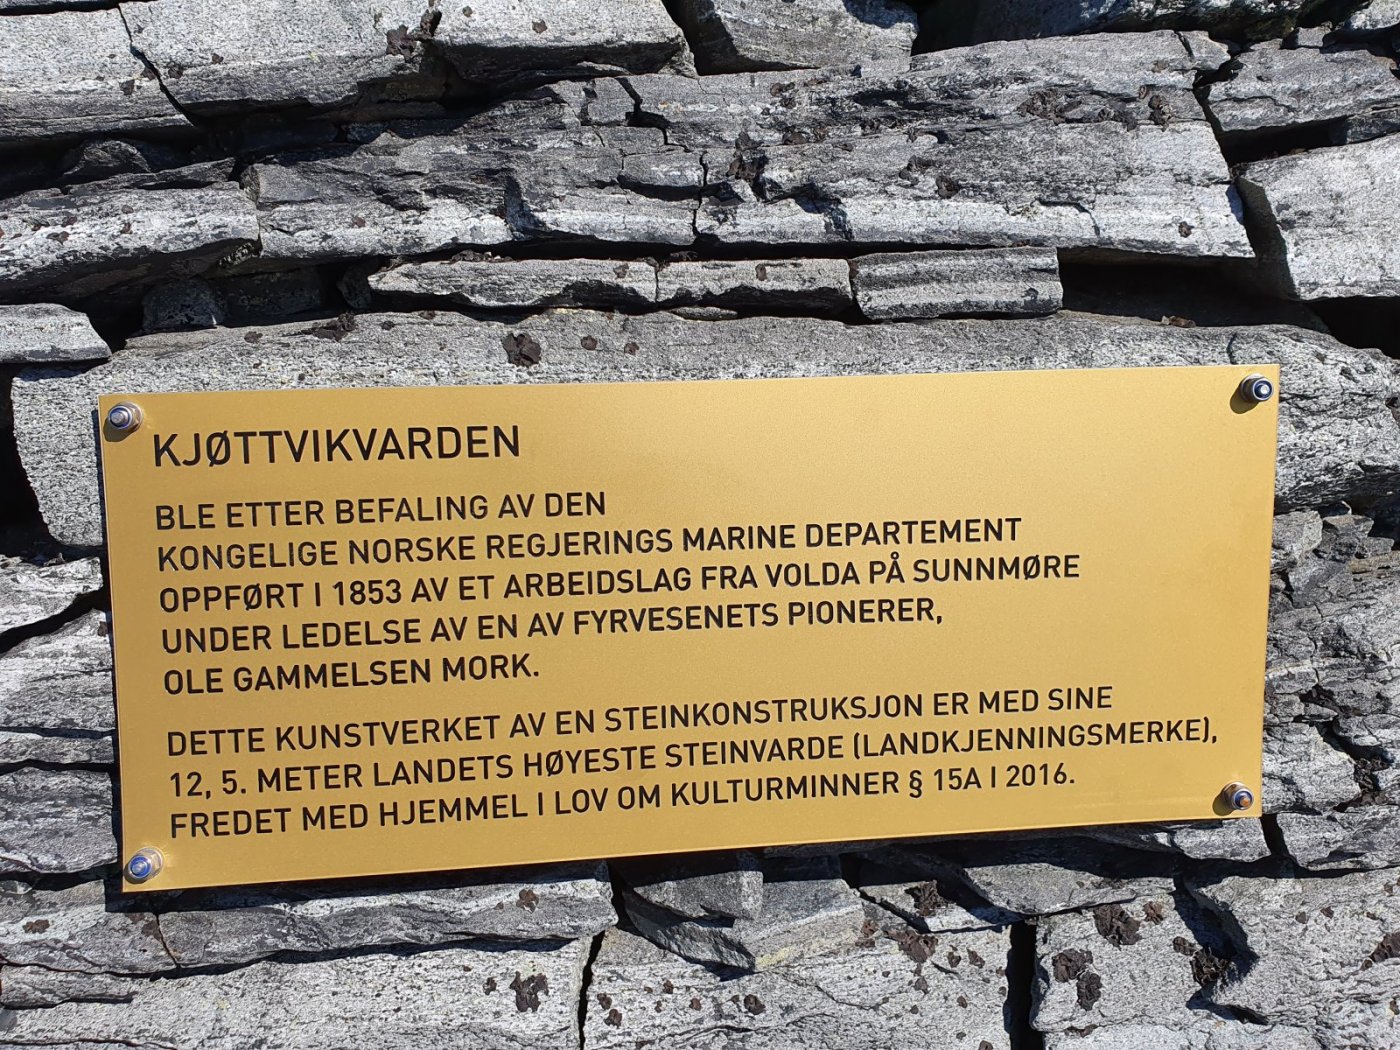 KJØTTVIKVARDEN
BLE ETTER BEFALING AV DEN
KONGELIGE NORSKE REGJERINGS MARINE DEPARTEMENT
OPPFØRT I 1853 AV ET ARBEIDSLAG FRA VOLDA PÅ SUNNMØRE
UNDER LEDELSE AV EN AV FYRVESENETS PIONERER,
OLE GAMMELSEN MORK.
DETTE KUNSTVERKET AV EN STEINKONSTRUKSJON ER MED SINE
12, 5. METER LANDETS HØYESTE STEINVARDE (LANDKJENNINGSMERKE),
FREDET MED HJEMMEL I LOV OM KULTURMINNER § 15A I 2016.